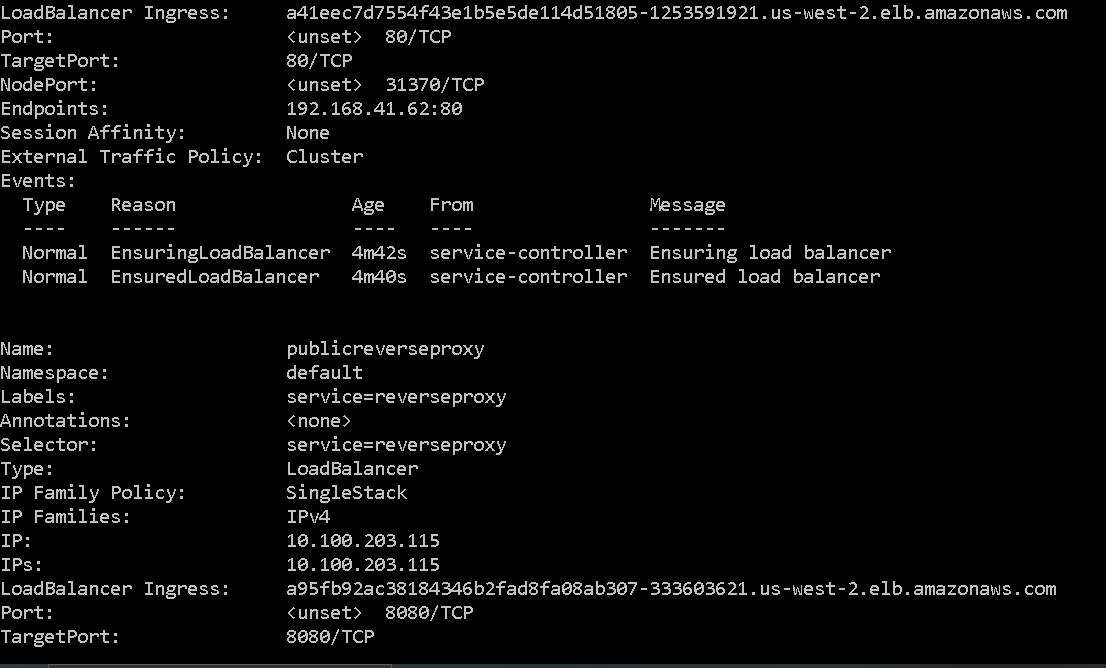 LoadBalancer Ingress:     a41eec7d7554f43e1b5e5de114d51805-1253591921.us-west-2.elb.amazonaws.com
Port:                     <unset>  80/TCP
TargetPort:               80/TCP
NodePort:                 <unset>  31370/TCP
Endpoints:                192.168.41.62:80
Session Affinity:         None
External Traffic Policy:  Cluster
Events:
  Type    Reason                Age    From                Message
  ----    ------                ----   ----                -------
  Normal  EnsuringLoadBalancer  4m42s  service-controller  Ensuring load balancer
  Normal  EnsuredLoadBalancer   4m40s  service-controller  Ensured load balancer
Name:                     publicreverseproxy
Namespace:                default
Labels:                   service=reverseproxy
Annotations:              <none>
Selector:                 service=reverseproxy
Type:                     LoadBalancer
IP Family Policy:         SingleStack
IP Families:              IPv4
IP:                       10.100.203.115
IPs:                      10.100.203.115
LoadBalancer Ingress:     a95fb92ac38184346b2fad8fa08ab307-333603621.us-west-2.elb.amazonaws.com
Port:                     <unset>  8080/TCP
TargetPort:               8080/TCP